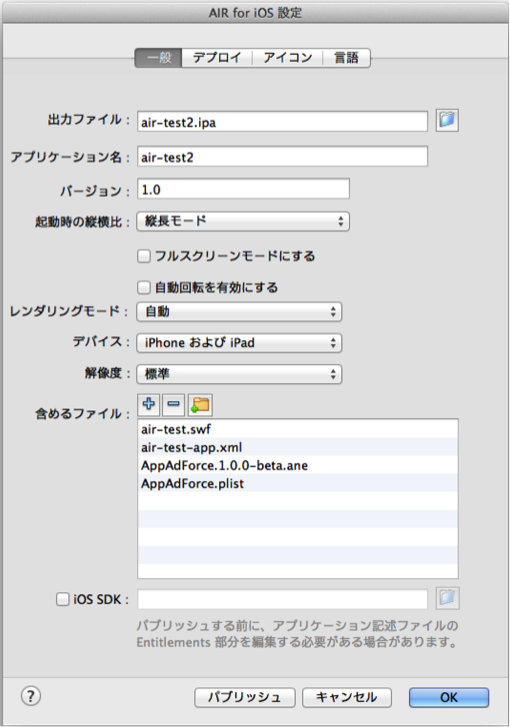 AIR for iOS 設定
一般 デプロイ アイコン 言語
出力ファイル : air-test2.ipa
アプリケーション名 : air-test2
バージョン : 1.0
起動時の縦横比 : 縦長モード
フルスクリーンモードにする
自動回転を有効にする
レンダリングモード : 自動
デバイス : iPhone および iPad
解像度 : 標準
含めるファイル :
air-test.swf
air-test-app.xml
AppAdForce.1.0.0-beta.ane
AppAdForce.plist
iOS SDK :
パブリッシュする前に、アプリケーション記述ファイルの
Entitlements 部分を編集する必要がある場合があります。
? パブリッシュ キャンセル OK